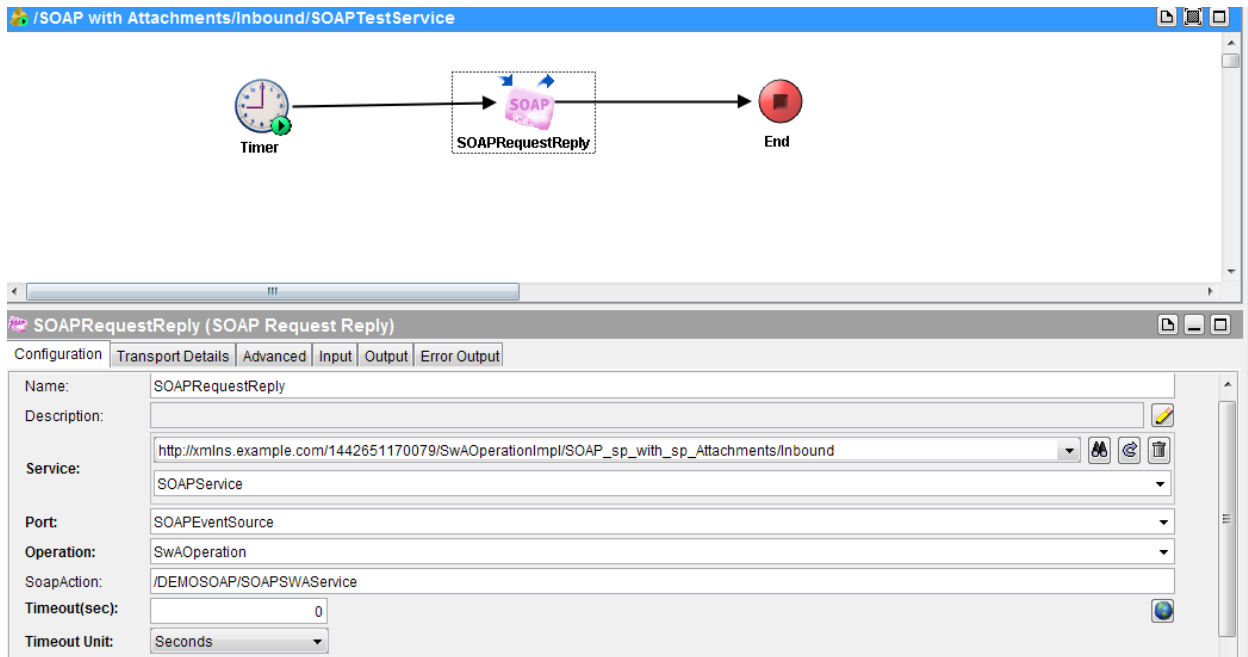 /SOAP with Attachments/Inbound/SOAPTestService
SOAP
Timer
SOAPRequestReply
End
SOAPRequestReply (SOAP Request Reply)
Configuration Transport Details Advanced Input Output Error Output
Name: SOAPRequestReply
Description:
http://xmlns.example.com/1442651170079/SwAOperationImpl/SOAP_sp_with_sp_Attachments/Inbound
Service:
SOAPService
Port: SOAPEventSource
Operation: SwAOperation
SoapAction: /DEMOSOAP/SOAPSWAService
Timeout(sec): 0
Timeout Unit: Seconds